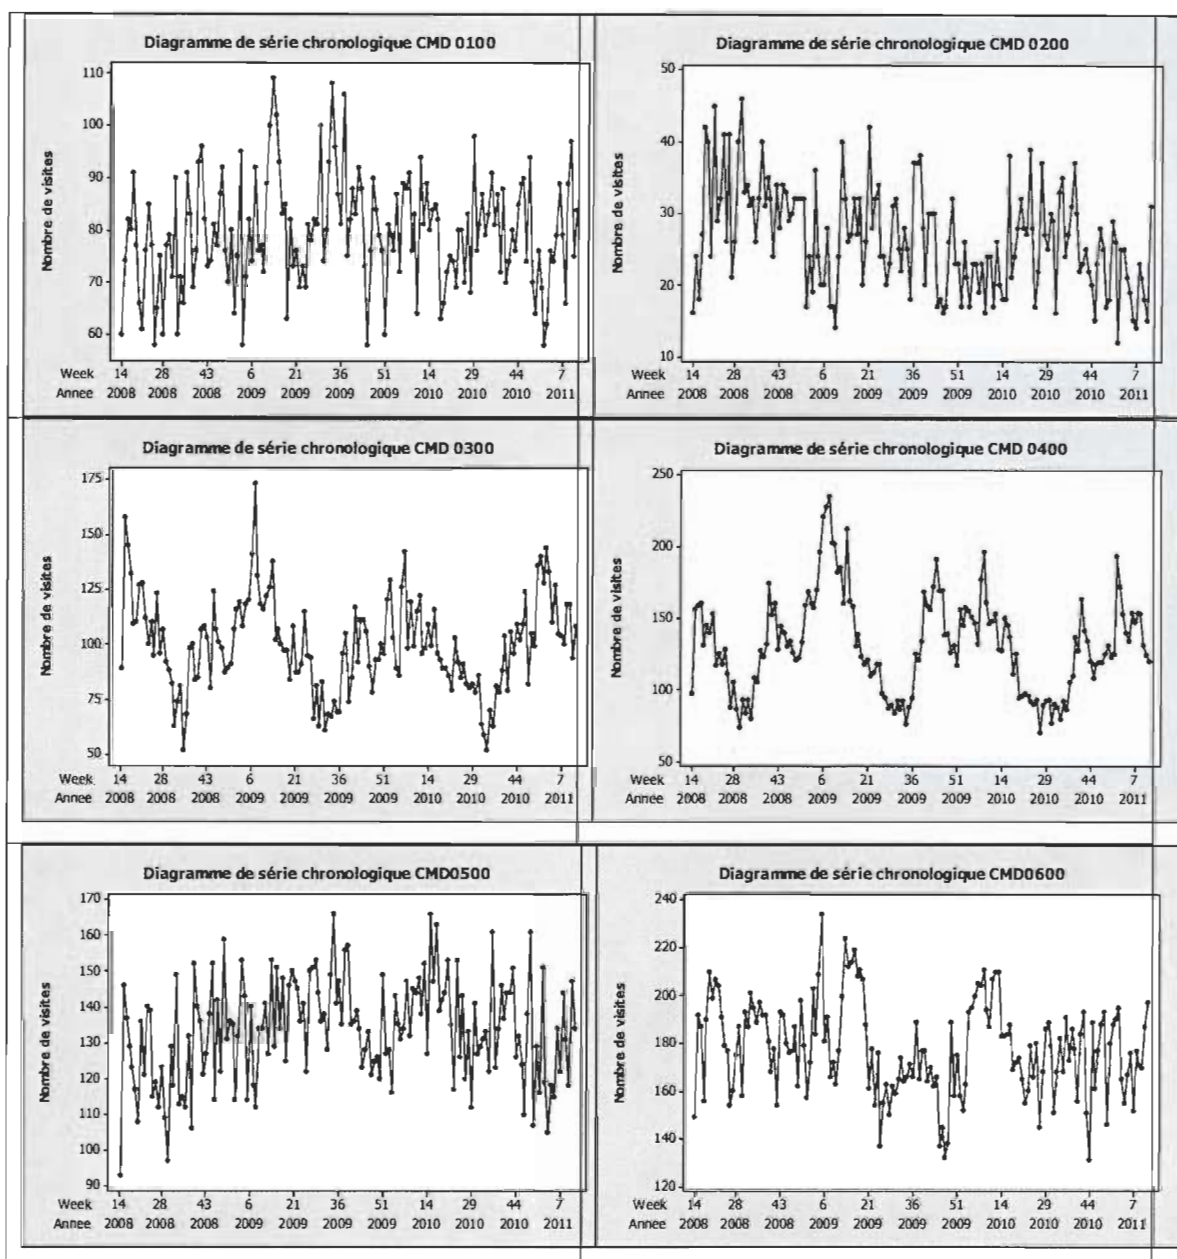 Diagramme de série chronologique CMD 0100
Nombre de visites
110
100
90
80
70
60
Week 14 28 43 6 21 36 51 14 29 44 7
Annee 2008 2008 2008 2009 2009 2009 2009 2010 2010 2010 2011
Diagramme de série chronologique CMD 0200
Nombre de visites
50
40
30
20
10
Week 14 28 43 6 21 36 51 14 29 44 7
Annee 2008 2008 2008 2009 2009 2009 2009 2010 2010 2010 2011
Diagramme de série chronologique CMD 0300
Nombre de visites
175
150
125
100
75
50
Week 14 28 43 6 21 36 51 14 29 44 7
Annee 2008 2008 2008 2009 2009 2009 2009 2010 2010 2010 2011
Diagramme de série chronologique CMD 0400
Nombre de visites
250
200
150
100
50
Week 14 28 43 6 21 36 51 14 29 44 7
Annee 2008 2008 2008 2009 2009 2009 2009 2010 2010 2010 2011
Diagramme de série chronologique CMD0500
Nombre de visites
170
160
150
140
130
120
110
100
90
Week 14 28 43 6 21 36 51 14 29 44 7
Annee 2008 2008 2008 2009 2009 2009 2009 2010 2010 2010 2011
Diagramme de série chronologique CMD0600
Nombre de visites
240
220
200
180
160
140
120
Week 14 28 43 6 21 36 51 14 29 44 7
Annee 2008 2008 2008 2009 2009 2009 2009 2010 2010 2010 2011